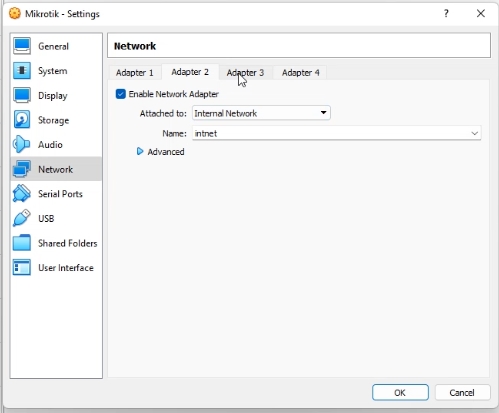 Mikrotik - Settings
? ×
General
System
Display
Storage
Audio
Network
Serial Ports
USB
Shared Folders
User Interface
Network
Adapter 1 Adapter 2 Adapter 3 Adapter 4
Enable Network Adapter
Attached to: Internal Network
Name: intnet
Advanced
OK Cancel